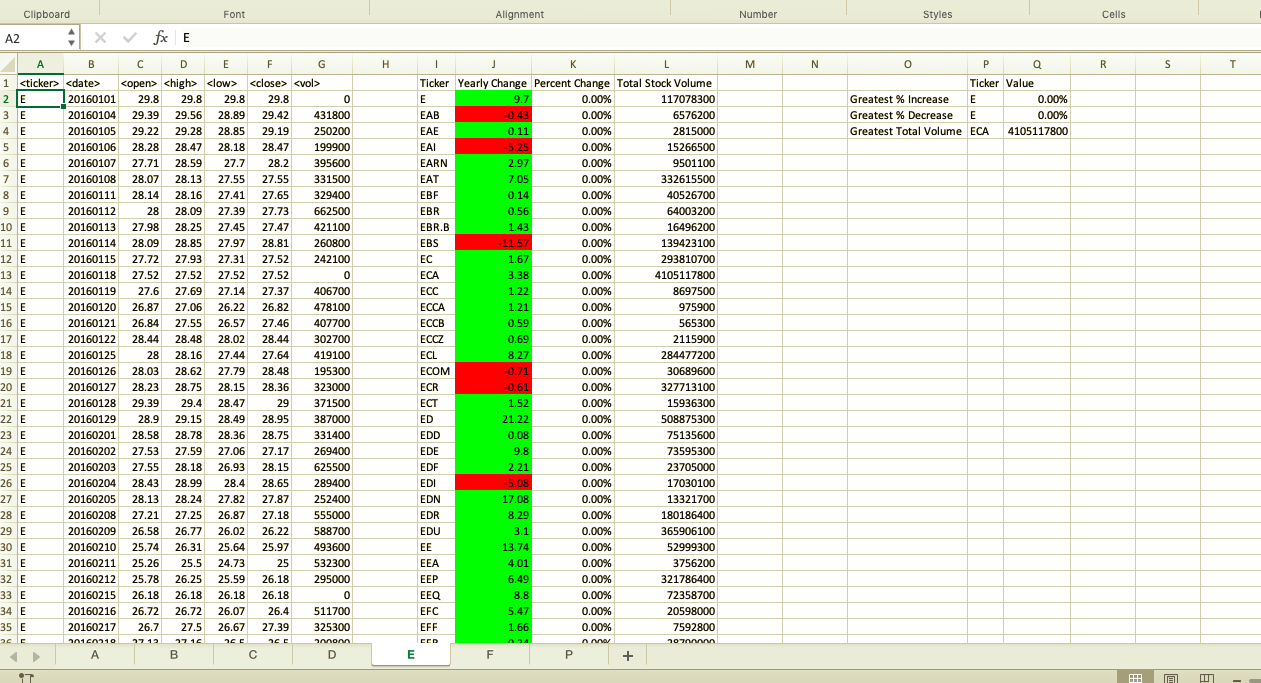 Clipboard Font Alignment Number Styles Cells
A2 fx E
A B C D E F G H I J K L M N O P Q R S T
1 <ticker> <date> <open> <high> <low> <close> <vol> Ticker Yearly Change Percent Change Total Stock Volume Ticker Value
2 E 20160101 29.8 29.8 29.8 29.8 0 E 9.7 0.00% 117078300 Greatest % Increase E 0.00%
3 E 20160104 29.39 29.56 28.89 29.42 431800 EAB -0.43 0.00% 6576200 Greatest % Decrease E 0.00%
4 E 20160105 29.22 29.28 28.85 29.19 250200 EAE 0.11 0.00% 2815000 Greatest Total Volume ECA 4105117800
5 E 20160106 28.28 28.47 28.18 28.47 199900 EAI -5.25 0.00% 15266500
6 E 20160107 27.71 28.59 27.7 28.2 395600 EARN 2.97 0.00% 9501100
7 E 20160108 28.07 28.13 27.55 27.55 331500 EAT 7.05 0.00% 332615500
8 E 20160111 28.14 28.16 27.41 27.65 329400 EBF 0.14 0.00% 40526700
9 E 20160112 28 28.09 27.39 27.73 662500 EBR 0.56 0.00% 64003200
10 E 20160113 27.98 28.25 27.45 27.47 421100 EBR.B 1.43 0.00% 16496200
11 E 20160114 28.09 28.85 27.97 28.81 260800 EBS -11.57 0.00% 139423100
12 E 20160115 27.72 27.93 27.31 27.52 242100 EC 1.67 0.00% 293810700
13 E 20160118 27.52 27.52 27.52 27.52 0 ECA 3.38 0.00% 4105117800
14 E 20160119 27.6 27.69 27.14 27.37 406700 ECC 1.22 0.00% 8697500
15 E 20160120 26.87 27.06 26.22 26.82 478100 ECCA 1.21 0.00% 975900
16 E 20160121 26.84 27.55 26.57 27.46 407700 ECCB 0.59 0.00% 565300
17 E 20160122 28.44 28.48 28.02 28.44 302700 ECCZ 0.69 0.00% 2115900
18 E 20160125 28 28.16 27.44 27.64 419100 ECL 8.27 0.00% 284477200
19 E 20160126 28.03 28.62 27.79 28.48 195300 ECOM -0.71 0.00% 30689600
20 E 20160127 28.23 28.75 28.15 28.36 323000 ECR -0.61 0.00% 327713100
21 E 20160128 29.39 29.4 28.47 29 371500 ECT 1.52 0.00% 15936300
22 E 20160129 28.9 29.15 28.49 28.95 387000 ED 21.22 0.00% 508875300
23 E 20160201 28.58 28.78 28.36 28.75 331400 EDD 0.08 0.00% 75135600
24 E 20160202 27.53 27.59 27.06 27.17 269400 EDE 9.8 0.00% 73595300
25 E 20160203 27.55 28.18 26.93 28.15 625500 EDF 2.21 0.00% 23705000
26 E 20160204 28.43 28.99 28.4 28.65 289400 EDI -5.08 0.00% 17030100
27 E 20160205 28.13 28.24 27.82 27.87 252400 EDN 17.08 0.00% 13321700
28 E 20160208 27.21 27.25 26.87 27.18 555000 EDR 8.29 0.00% 180186400
29 E 20160209 26.58 26.77 26.02 26.22 588700 EDU 3.1 0.00% 365906100
30 E 20160210 25.74 26.31 25.64 25.97 493600 EE 13.74 0.00% 52999300
31 E 20160211 25.26 25.5 24.73 25 532300 EEA 4.01 0.00% 3756200
32 E 20160212 25.78 26.25 25.59 26.18 295000 EEP 6.49 0.00% 321786400
33 E 20160215 26.18 26.18 26.18 26.18 0 EEQ 8.8 0.00% 72358700
34 E 20160216 26.72 26.72 26.07 26.4 511700 EFC 5.47 0.00% 20598000
35 E 20160217 26.7 27.5 26.67 27.39 325300 EFF 1.66 0.00% 7592800
A B C D E F P +